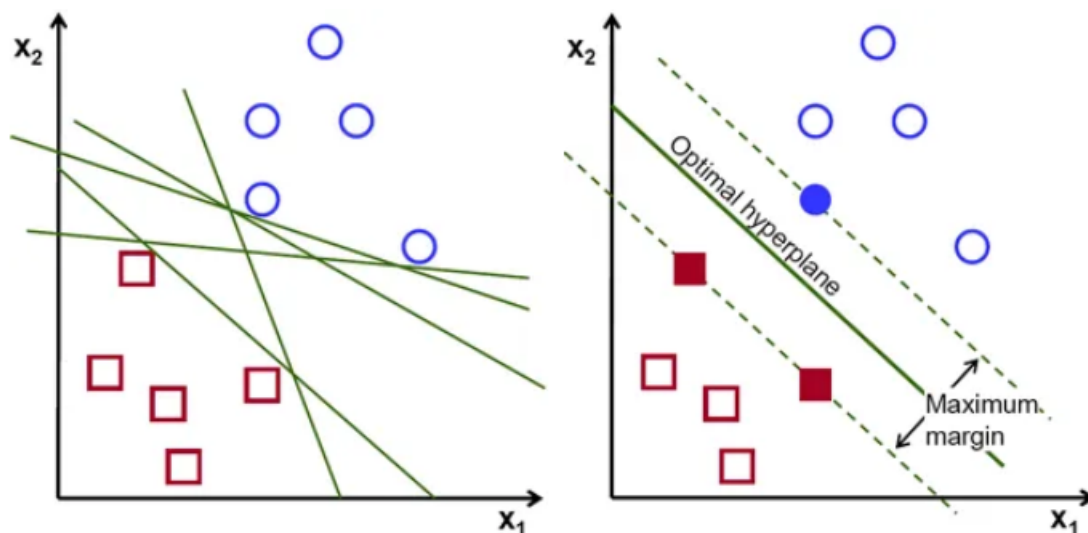 x₂
x₁
x₂
Optimal hyperplane
Maximum
margin
x₁